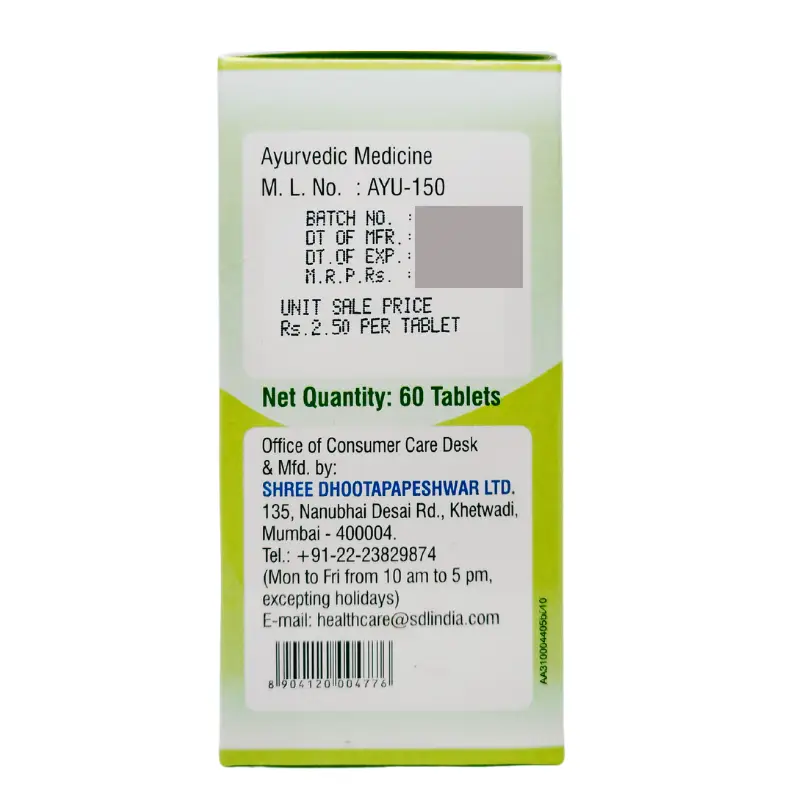 Ayurvedic Medicine
M. L. No. : AYU-150
BATCH NO. :
DT OF MFR. :
DT.OF EXP. :
M.R.P.Rs. :
UNIT SALE PRICE
Rs.2.50 PER TABLET
Net Quantity: 60 Tablets
Office of Consumer Care Desk
& Mfd. by:
SHREE DHOOTAPAPESHWAR LTD.
135, Nanubhai Desai Rd., Khetwadi,
Mumbai - 400004.
Tel.: +91-22-23829874
(Mon to Fri from 10 am to 5 pm,
excepting holidays)
E-mail: healthcare@sdlindia.com
8 904120 004776